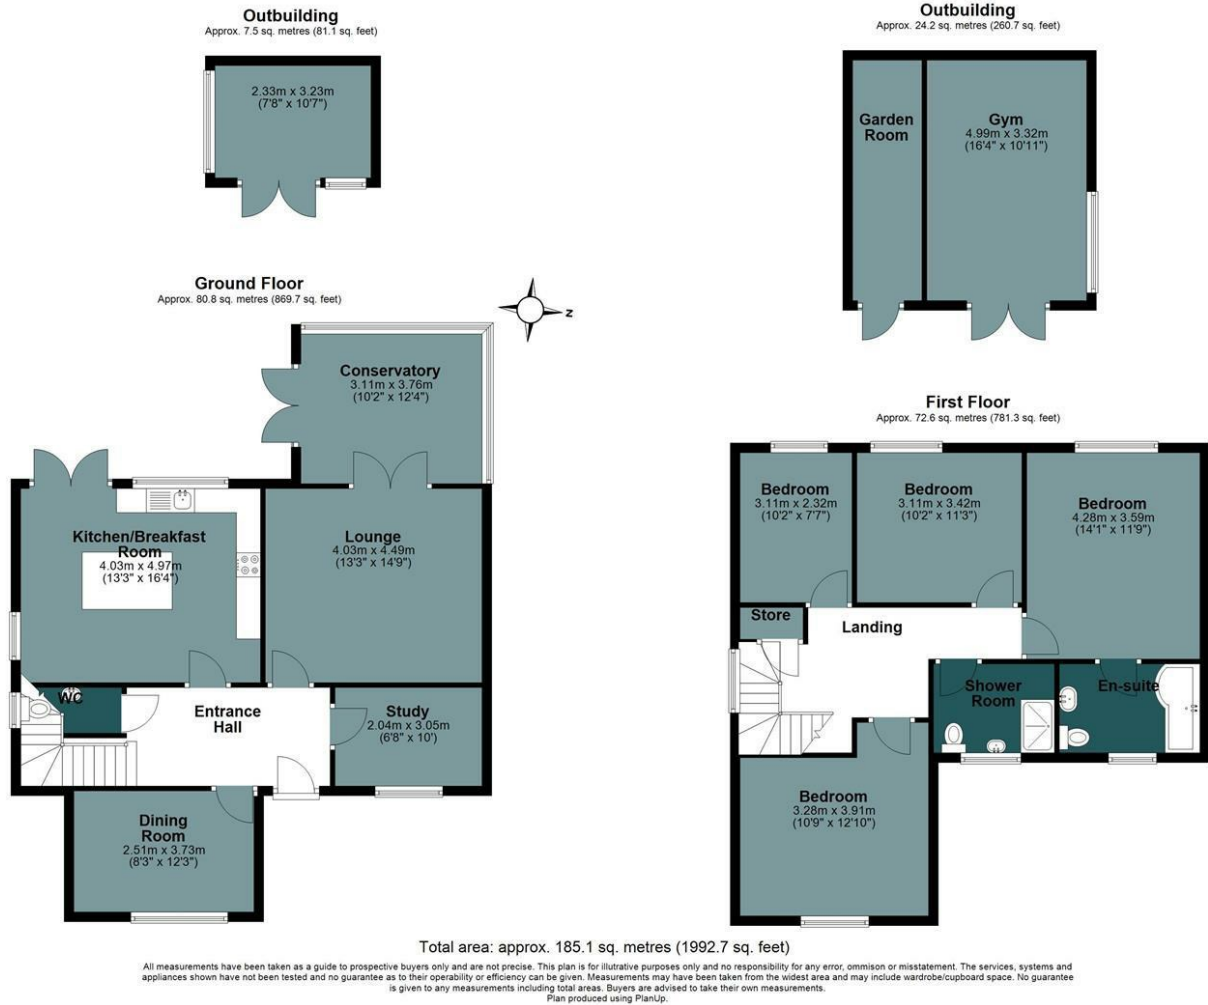 Outbuilding
Approx. 7.5 sq. metres (81.1 sq. feet)
2.33m x 3.23m
(7'8" x 10'7")
Outbuilding
Approx. 24.2 sq. metres (260.7 sq. feet)
Garden
Room
Gym
4.99m x 3.32m
(16'4" x 10'11")
Ground Floor
Approx. 80.8 sq. metres (869.7 sq. feet)
Z
Conservatory
3.11m x 3.76m
(10'2" x 12'4")
Kitchen/Breakfast
Room
4.03m x 4.97m
(13'3" x 16'4")
Lounge
4.03m x 4.49m
(13'3" x 14'9")
WC
Entrance
Hall
Study
2.04m x 3.05m
(6'8" x 10')
Dining
Room
2.51m x 3.73m
(8'3" x 12'3")
First Floor
Approx. 72.6 sq. metres (781.3 sq. feet)
Bedroom
3.11m x 2.32m
(10'2" x 7'7")
Bedroom
3.11m x 3.42m
(10'2" x 11'3")
Bedroom
4.28m x 3.59m
(14'1" x 11'9")
Store
Landing
Shower
Room
En-suite
Bedroom
3.28m x 3.91m
(10'9" x 12'10")
Total area: approx. 185.1 sq. metres (1992.7 sq. feet)
All measurements have been taken as a guide to prospective buyers only and are not precise. This plan is for illutrative purposes only and no responsibility for any error, ommison or misstatement. The services, systems and
appliances shown have not been tested and no guarantee as to their operability or efficiency can be given. Measurements may have been taken from the widest area and may include wardrobe/cupboard space. No guarantee
is given to any measurements including total areas. Buyers are advised to take their own measurements.
Plan produced using PlanUp.